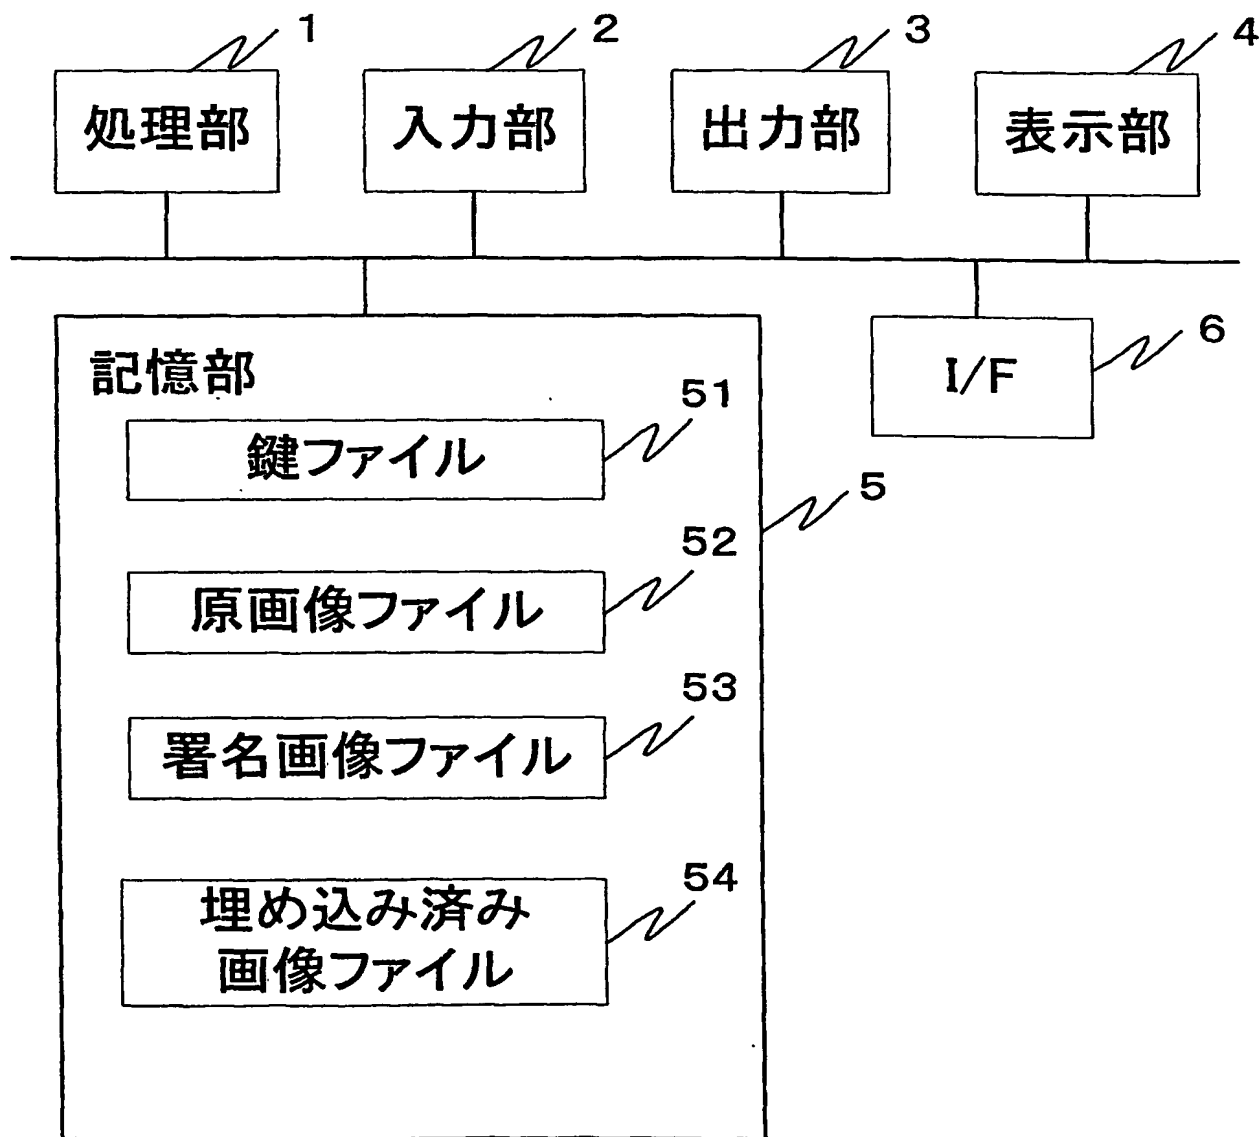 1
2
3
4
処理部
入力部
出力部
表示部
6
I/F
5
記憶部
51
鍵ファイル
52
原画像ファイル
53
署名画像ファイル
54
埋め込み済み
画像ファイル